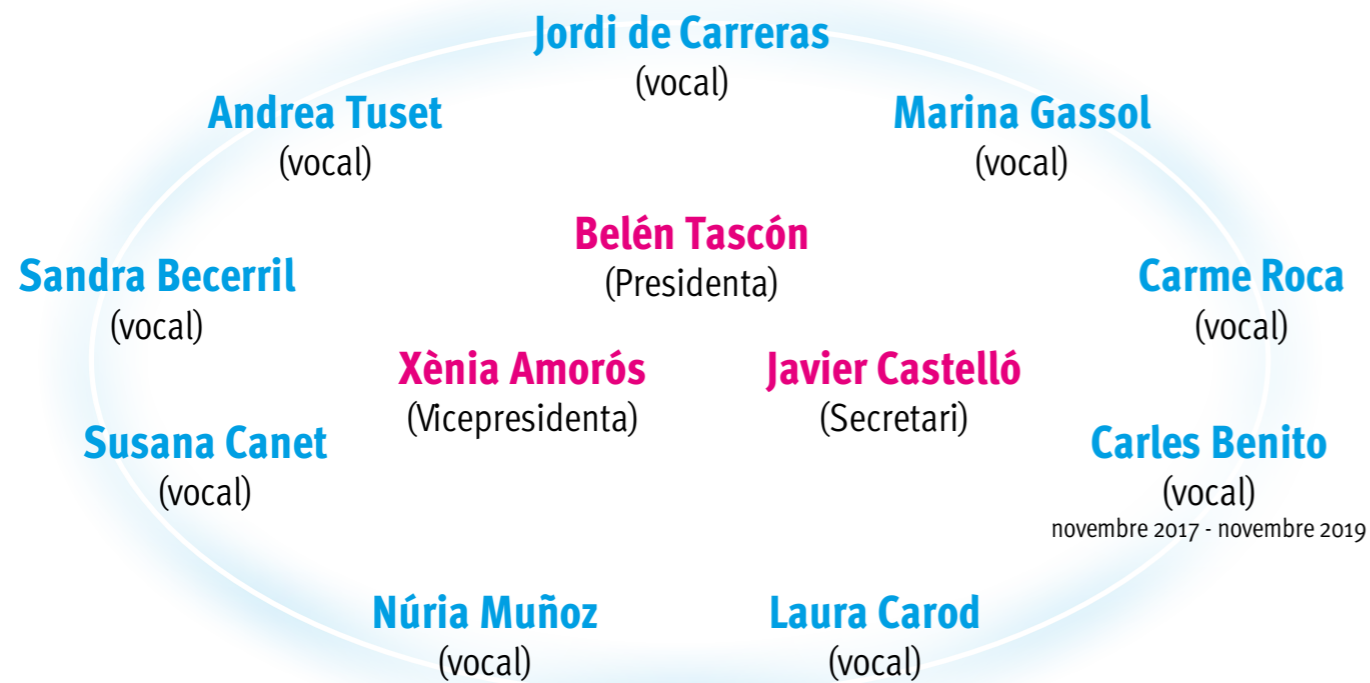 Jordi de Carreras
(vocal)
Andrea Tuset
(vocal)
Marina Gassol
(vocal)
Belén Tascón
(Presidenta)
Sandra Becerril
(vocal)
Carme Roca
(vocal)
Xènia Amorós
(Vicepresidenta)
Javier Castelló
(Secretari)
Susana Canet
(vocal)
Carles Benito
(vocal)
novembre 2017 - novembre 2019
Núria Muñoz
(vocal)
Laura Carod
(vocal)